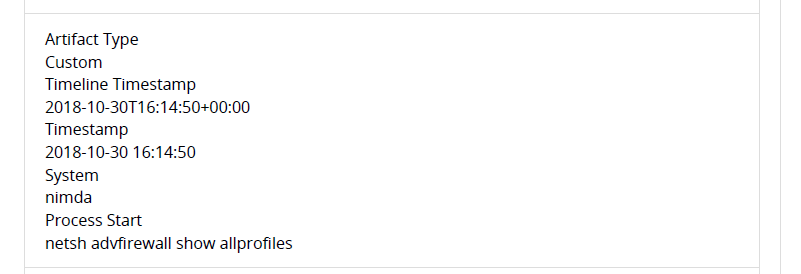 Artifact Type
Custom
Timeline Timestamp
2018-10-30T16:14:50+00:00
Timestamp
2018-10-30 16:14:50
System
nimda
Process Start
netsh advfirewall show allprofiles